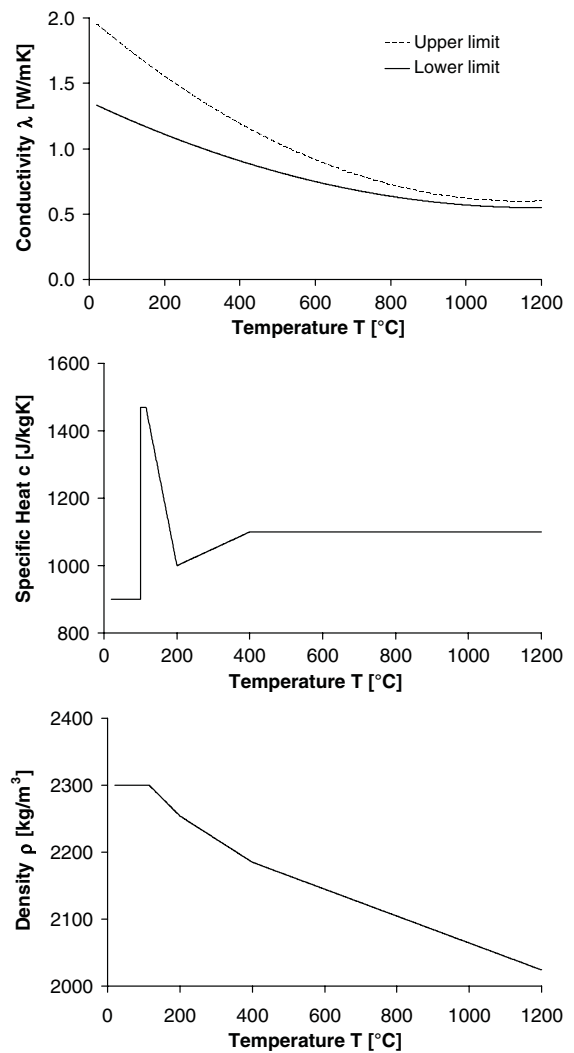 2.0
1.5
1.0
0.5
0.0
Conductivity λ [W/mK]
Upper limit
Lower limit
0 200 400 600 800 1000 1200
Temperature T [°C]
1600
1400
1200
1000
800
Specific Heat c [J/kgK]
0 200 400 600 800 1000 1200
Temperature T [°C]
2400
2300
2200
2100
2000
Density ρ [kg/m³]
0 200 400 600 800 1000 1200
Temperature T [°C]